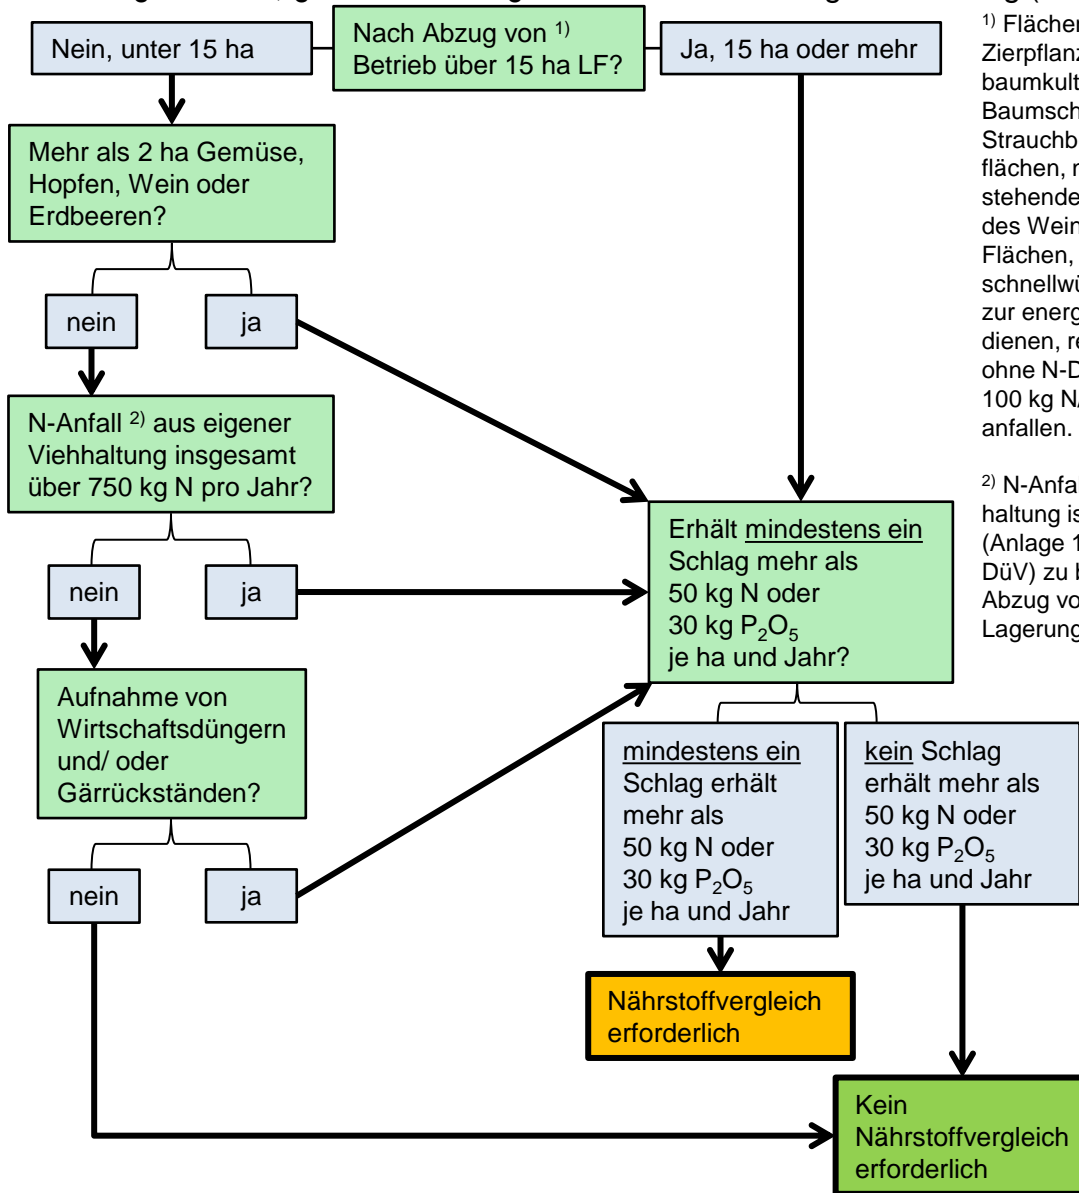 Nein, unter 15 ha
Nach Abzug von 1)
Betrieb über 15 ha LF?
Ja, 15 ha oder mehr
Mehr als 2 ha Gemüse,
Hopfen, Wein oder
Erdbeeren?
nein
ja
N-Anfall 2) aus eigener
Viehhaltung insgesamt
über 750 kg N pro Jahr?
nein
ja
Aufnahme von
Wirtschaftsdüngern
und/ oder
Gärrückständen?
nein
ja
Erhält mindestens ein
Schlag mehr als
50 kg N oder
30 kg P₂O₅
je ha und Jahr?
mindestens ein
Schlag erhält
mehr als
50 kg N oder
30 kg P₂O₅
je ha und Jahr
kein Schlag
erhält mehr als
50 kg N oder
30 kg P₂O₅
je ha und Jahr
Nährstoffvergleich
erforderlich
Kein
Nährstoffvergleich
erforderlich
1) Flächen
Zierpflanz
baumkult
Baumsch
Strauchb
flächen, n
stehende
des Wein
Flächen,
schnellwü
zur energ
dienen, re
ohne N-D
100 kg N/
anfallen.
2) N-Anfa
haltung is
(Anlage 1
DüV) zu b
Abzug vo
Lagerung